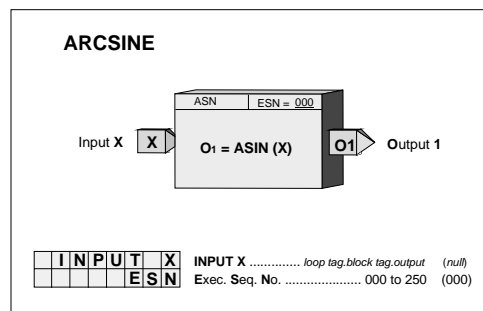 ARCSINE
ASN ESN = 000
Input X X O1 = ASIN (X) O1 Output 1
INPUT X INPUT X .............. loop tag.block tag.output (null)
ESN Exec. Seq. No. ..................... 000 to 250 (000)